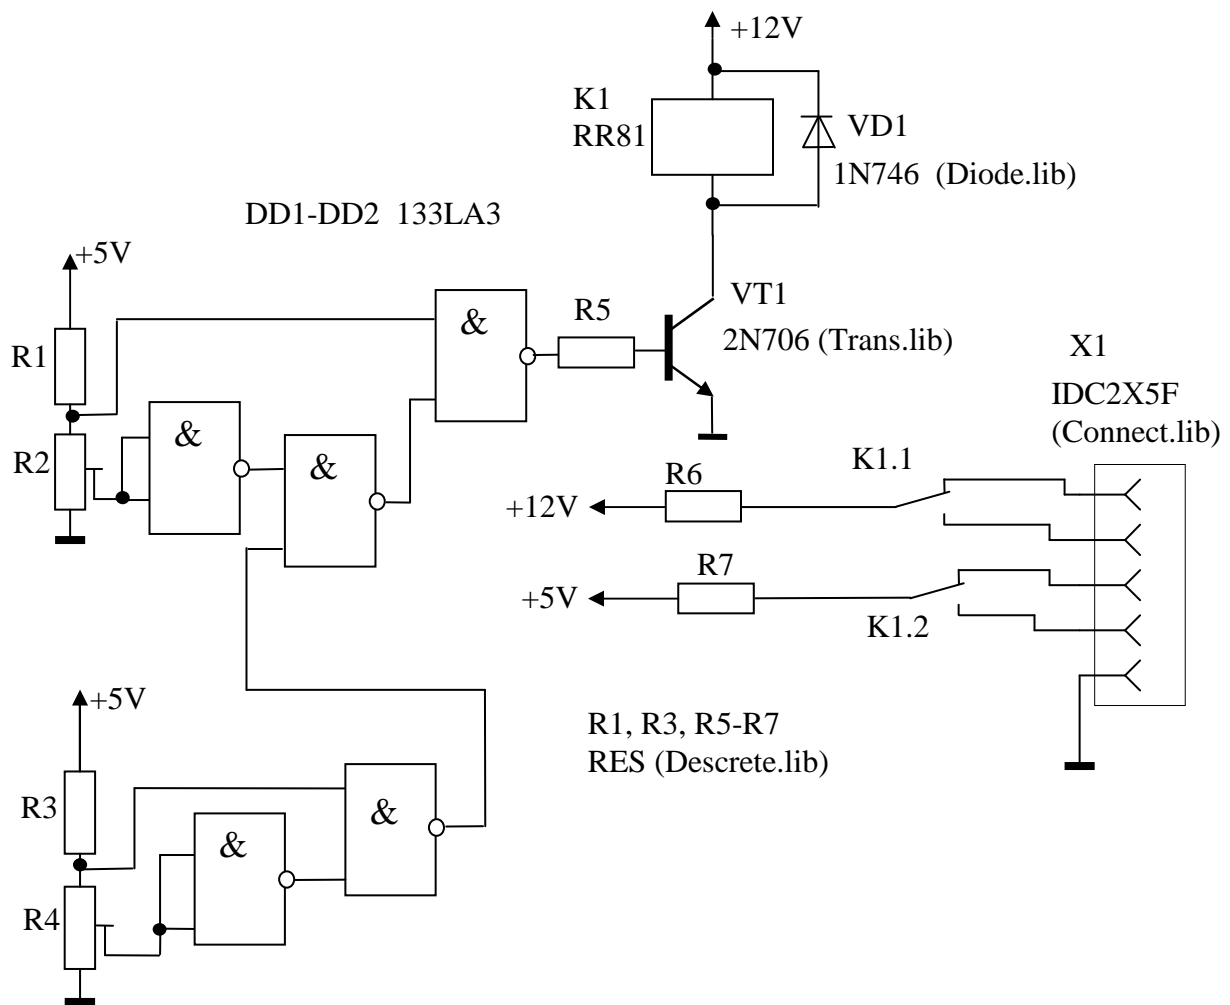 +12V
K1
RR81
VD1
1N746 (Diode.lib)
DD1-DD2 133LA3
+5V
VT1
2N706 (Trans.lib)
R5
&
R1
X1
IDC2X5F
(Connect.lib)
&
&
R2
K1.1
R6
+12V
R7
+5V
K1.2
+5V
R1, R3, R5-R7
RES (Descrete.lib)
R3
&
&
R4